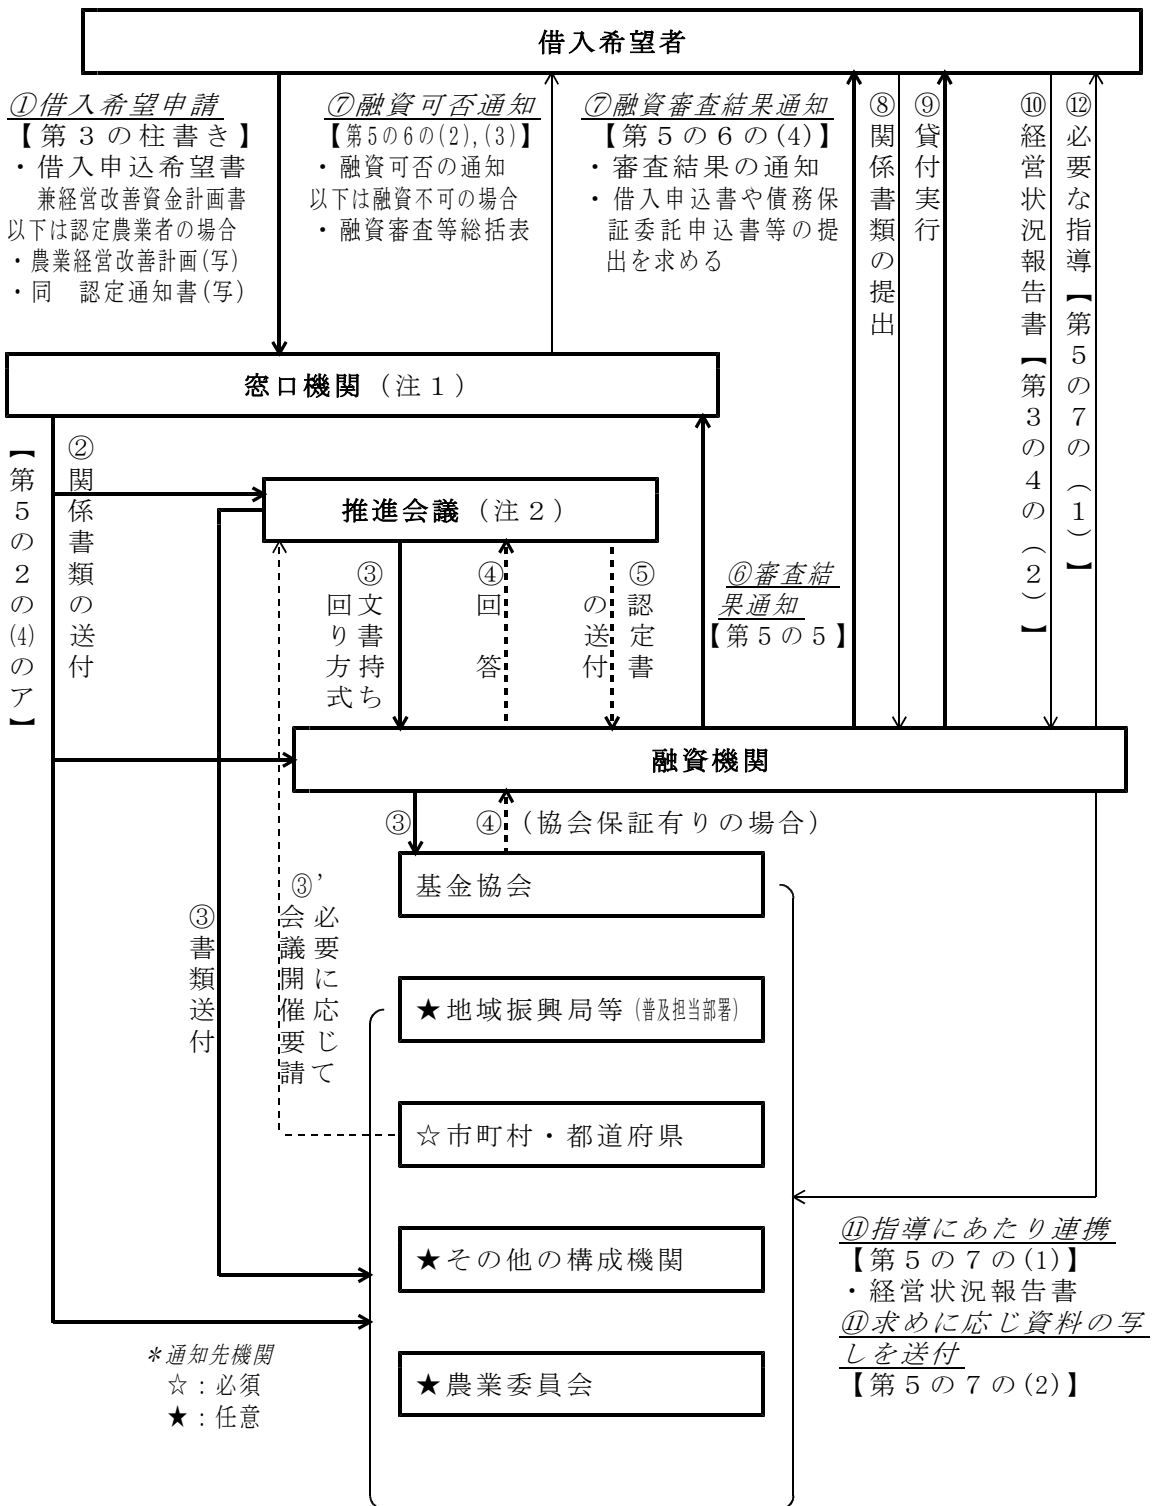 借入希望者
①借入希望申請
【第３の柱書き】
・借入申込希望書
兼経営改善資金計画書
以下は認定農業者の場合
・農業経営改善計画(写)
・同　認定通知書(写)
⑦融資可否通知
【第5の6の(2),(3)】
・融資可否の通知
以下は融資不可の場合
・融資審査等総括表
⑦融資審査結果通知
【第５の６の(4)】
・審査結果の通知
・借入申込書や債務保
証委託申込書等の提
出を求める
⑧関係書類の提出
⑨貸付実行
⑩経営状況報告書【第３の４の（２）】
⑫必要な指導【第５の７の（１）】
窓口機関（注１）
②関係書類の送付
【第５の２の(4)のア】
推進会議（注２）
③文書持ち
回り方式
④回　答
⑤認定書
の送付
⑥審査結
果通知
【第５の５】
融資機関
③
④（協会保証有りの場合）
基金協会
③’
必要に応じて
会議開催要請
③書類送付
★地域振興局等（普及担当部署）
☆市町村・都道府県
★その他の構成機関
★農業委員会
⑪指導にあたり連携
【第５の７の(1)】
・経営状況報告書
⑪求めに応じ資料の写
しを送付
【第５の７の(2)】
＊通知先機関
☆：必須
★：任意